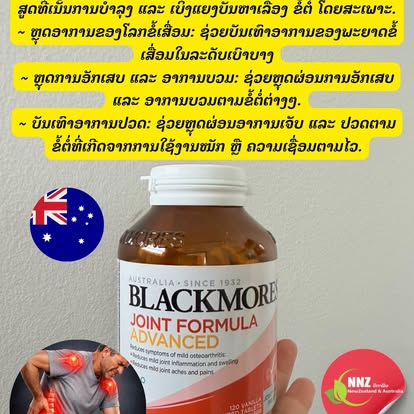 ສູດທີ່ເນັ້ນການບຳລຸງ ແລະ ເບິ່ງແຍງບັນຫາເລື່ອງ ຂໍ້ຕໍ່ ໂດຍສະເພາະ.
~ ຫຼຸດອາການຂອງໂລກຂໍ້ເສື່ອມ: ຊ່ວຍບັນເທົາອາການຂອງພະຍາດຂໍ້
ເສື່ອມໃນລະດັບເບົາບາງ
~ ຫຼຸດການອັກເສບ ແລະ ອາການບວມ: ຊ່ວຍຫຼຸດຜ່ອນການອັກເສບ
ແລະ ອາການບວມຕາມຂໍ້ຕໍ່ຕ່າງໆ.
~ ບັນເທົາອາການປວດ: ຊ່ວຍຫຼຸດຜ່ອນອາການເຈັບ ແລະ ປວດຕາມ
ຂໍ້ຕໍ່ທີ່ເກີດຈາກການໃຊ້ງານໜັກ ຫຼື ຄວາມເຊື່ອມຕາມໄວ.
AUSTRALIA • SINCE 1932
BLACKMORES
JOINT FORMULA
ADVANCED
Reduces symptoms of mild osteoarthritis
• Reduces mild joint inflammation and swelling
• Reduces mild joint aches and pains
120 VANILLA
TABLETS
NNZ
NewZealand & Australia